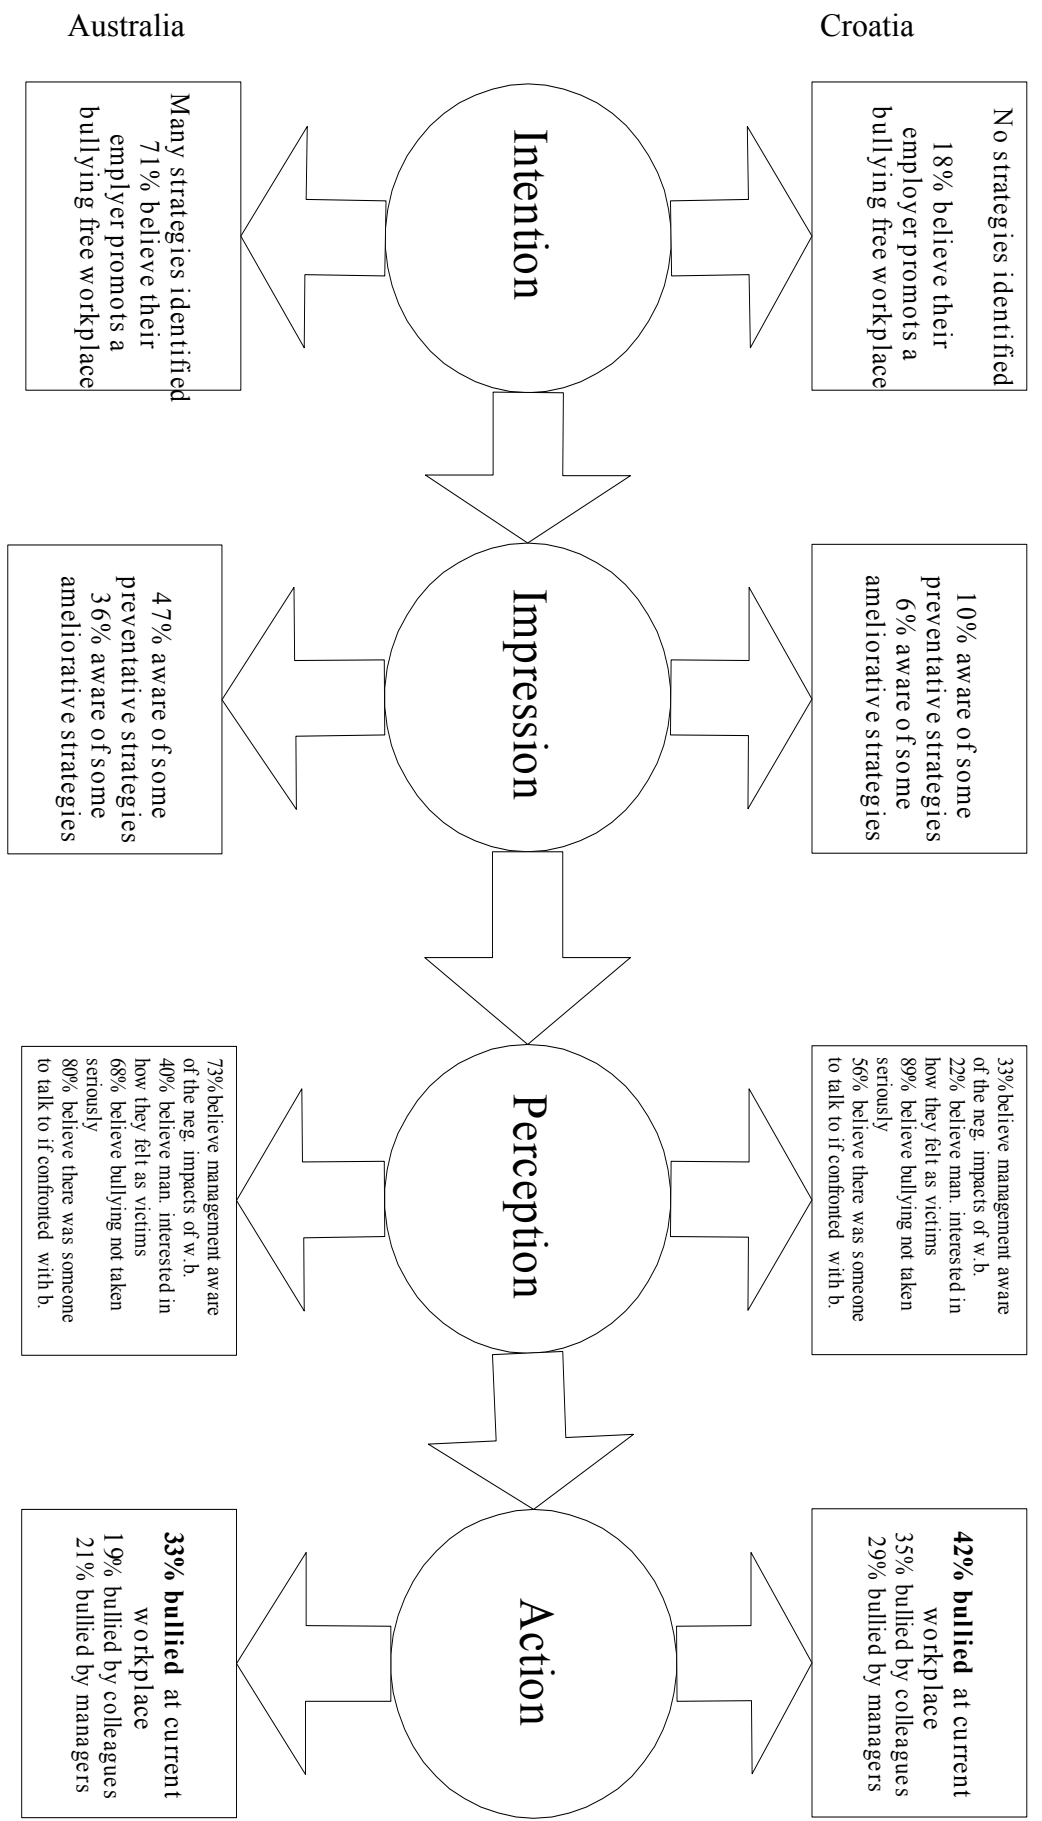 Australia
Croatia
No strategies identified
18% believe their
employer promots a
bullying free workplace
Intention
Many strategies identified
71% believe their
emplyer promots a
bullying free workplace
10% aware of some
preventative strategies
6% aware of some
ameliorative strategies
Impression
47% aware of some
preventative strategies
36% aware of some
ameliorative strategies
33%believe management aware
of the neg. impacts of w.b.
22% believe man. interested in
how they felt as victims
89% believe bullying not taken
seriously
56% believe there was someone
to talk to if confronted with b.
Perception
73%believe management aware
of the neg. impacts of w.b.
40% believe man. interested in
how they felt as victims
68% believe bullying not taken
seriously
80% believe there was someone
to talk to if confronted with b.
42% bullied at current
workplace
35% bullied by colleagues
29% bullied by managers
Action
33% bullied at current
workplace
19% bullied by colleagues
21% bullied by managers